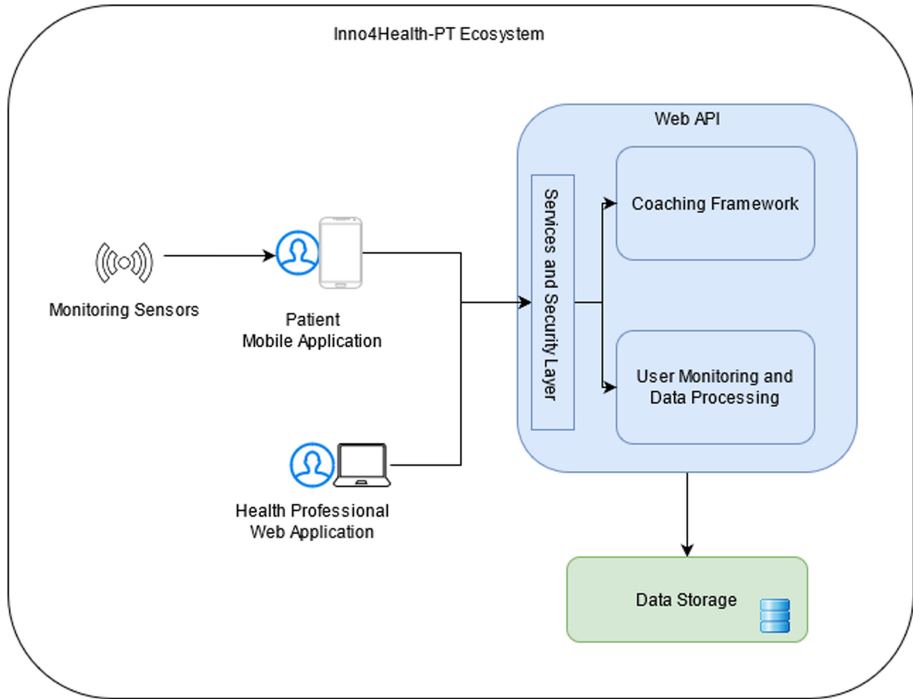 Inno4Health-PT Ecosystem
Web API
Services and Security Layer
Coaching Framework
Monitoring Sensors
Patient
Mobile Application
User Monitoring and
Data Processing
Health Professional
Web Application
Data Storage